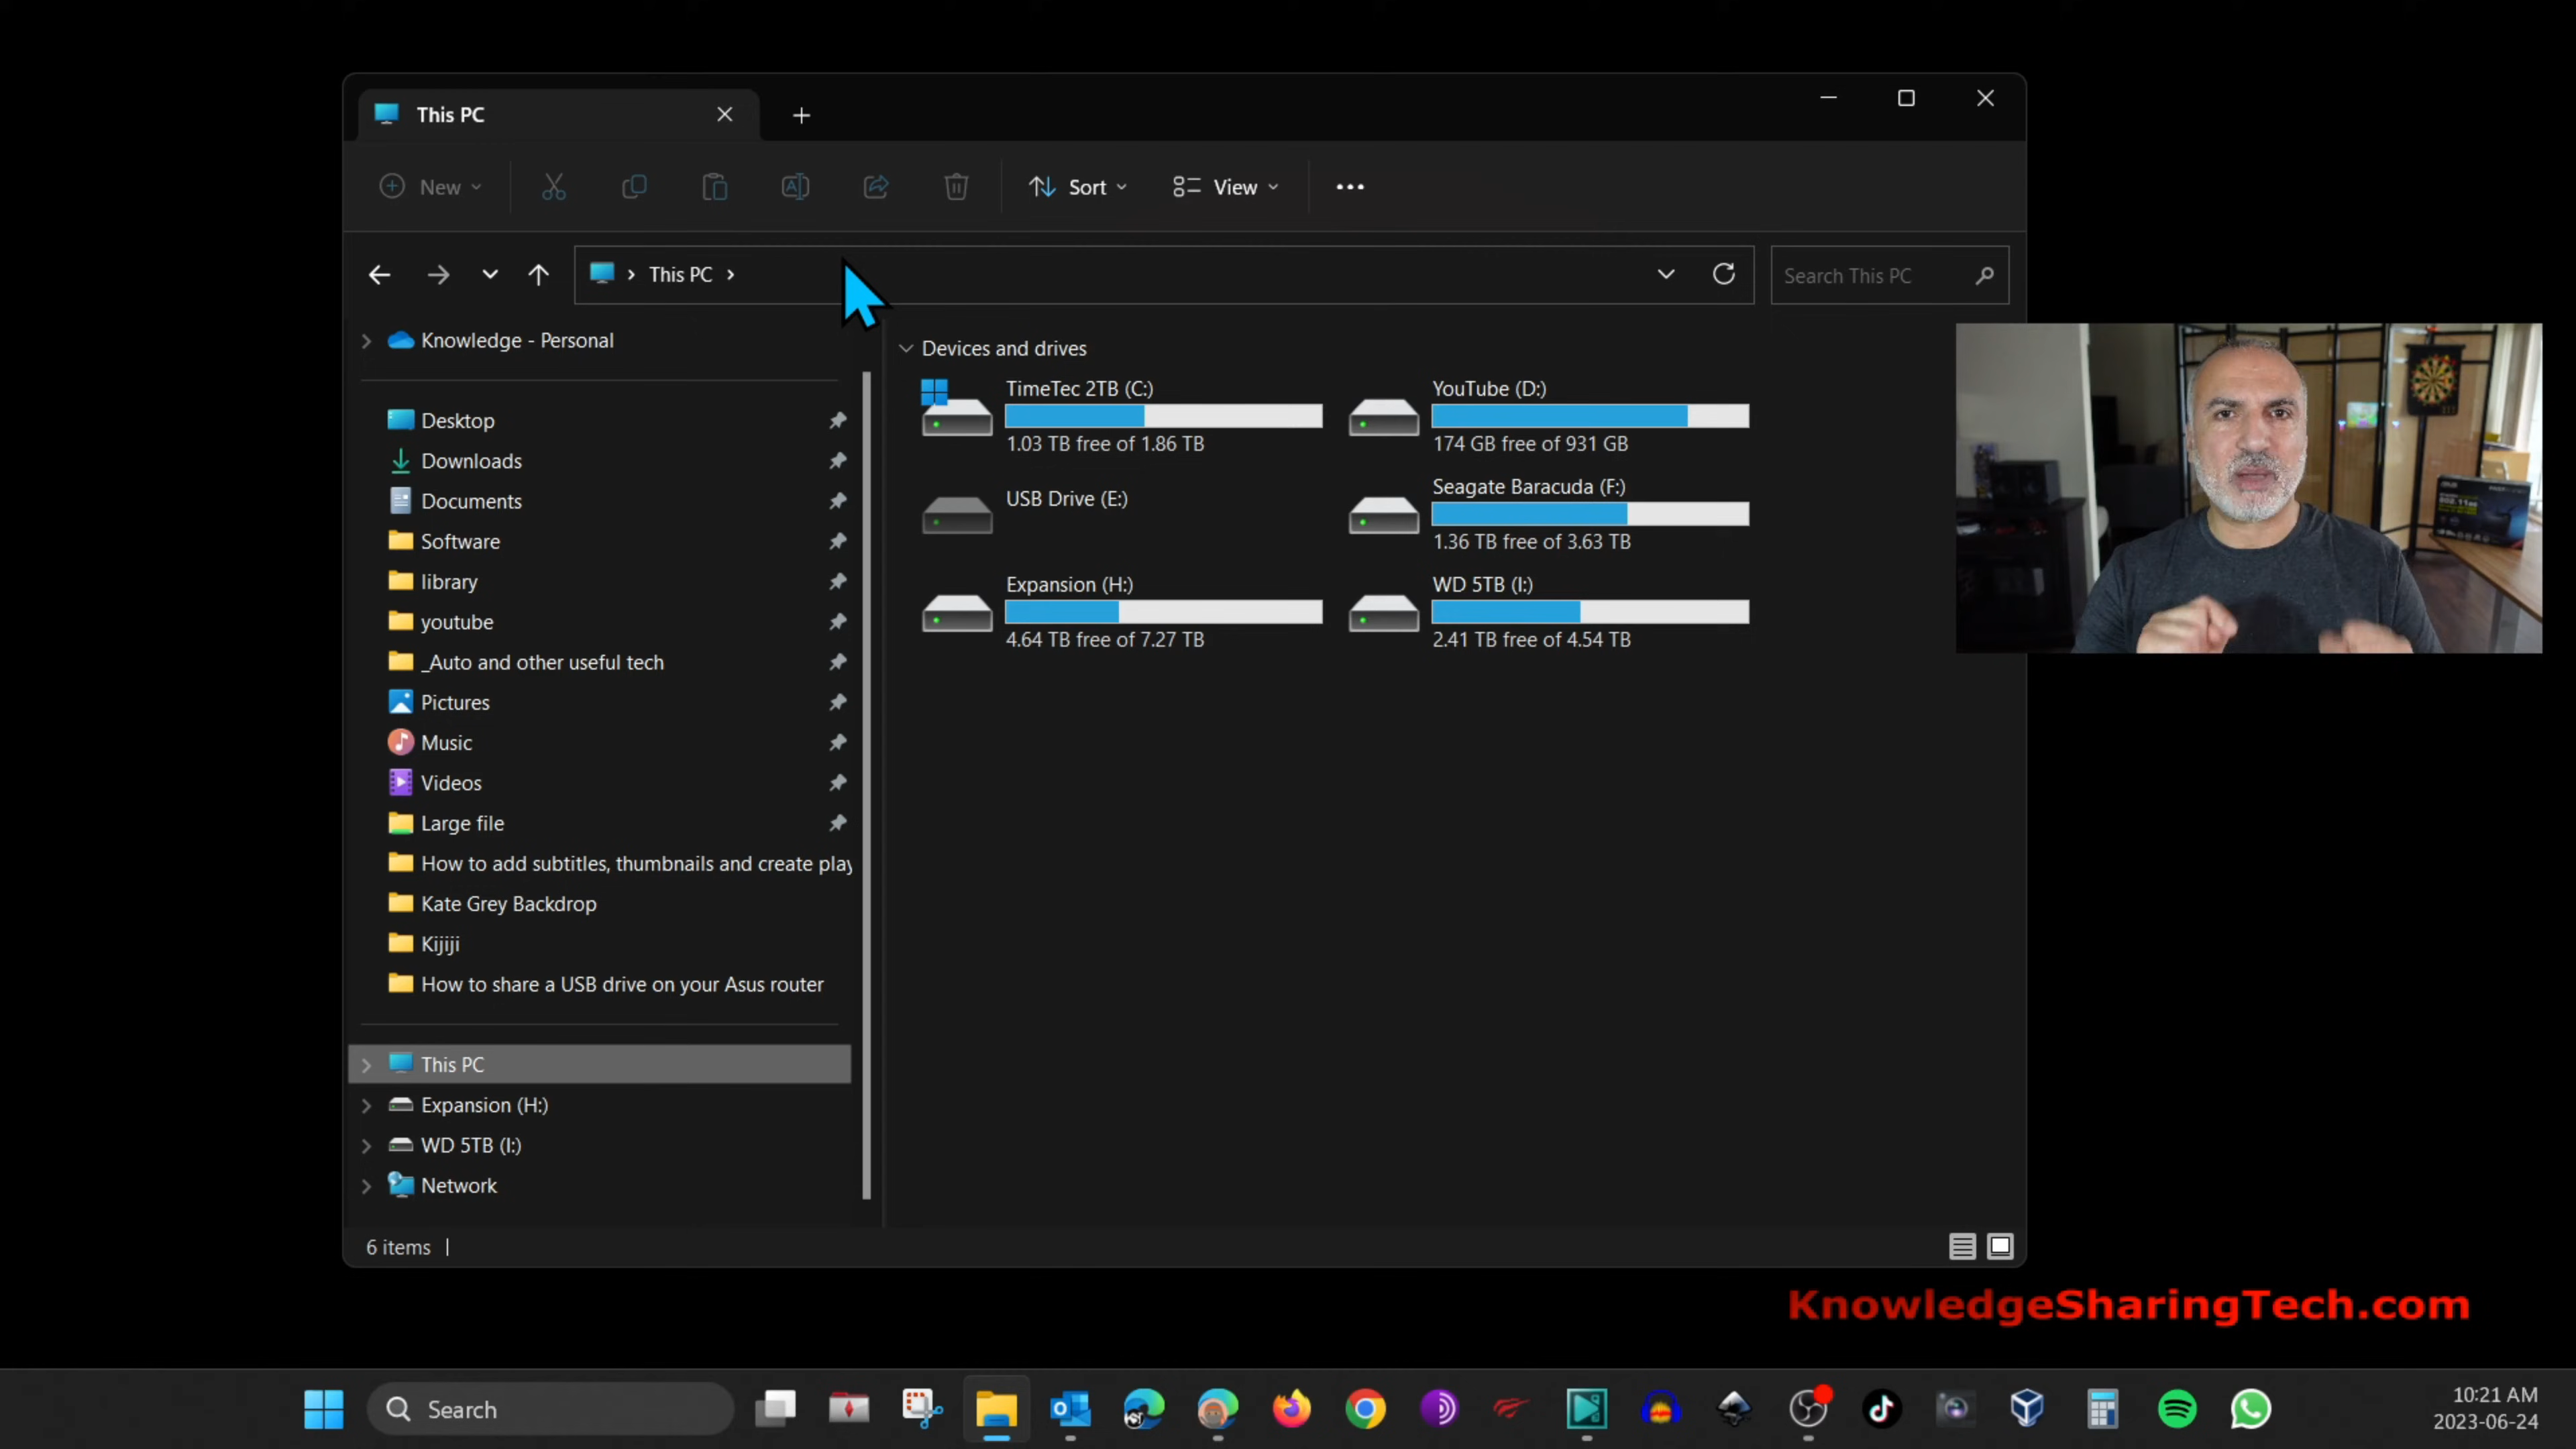 This PC
New
Sort
View
This PC
Search This PC
Knowledge - Personal
Desktop
Downloads
Documents
Software
library
youtube
_Auto and other useful tech
Pictures
Music
Videos
Large file
How to add subtitles, thumbnails and create play
Kate Grey Backdrop
Kijiji
How to share a USB drive on your Asus router
This PC
Expansion (H:)
WD 5TB (I:)
Network
Devices and drives
TimeTec 2TB (C:)
1.03 TB free of 1.86 TB
YouTube (D:)
174 GB free of 931 GB
USB Drive (E:)
Seagate Baracuda (F:)
1.36 TB free of 3.63 TB
Expansion (H:)
4.64 TB free of 7.27 TB
WD 5TB (I:)
2.41 TB free of 4.54 TB
6 items
KnowledgeSharingTech.com
Search
10:21 AM
2023-06-24